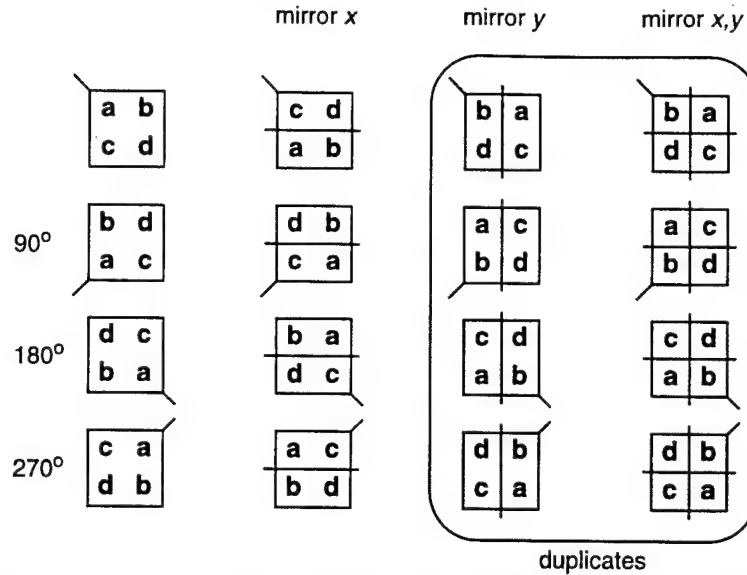 mirror x mirror y mirror x,y
a b c d b a b a
c d a b d c d c
90° b d d b a c a c
a c c a b d b d
180° d c b a c d c d
b a d c a b a b
270° c a a c d b d b
d b b d c a c a
duplicates